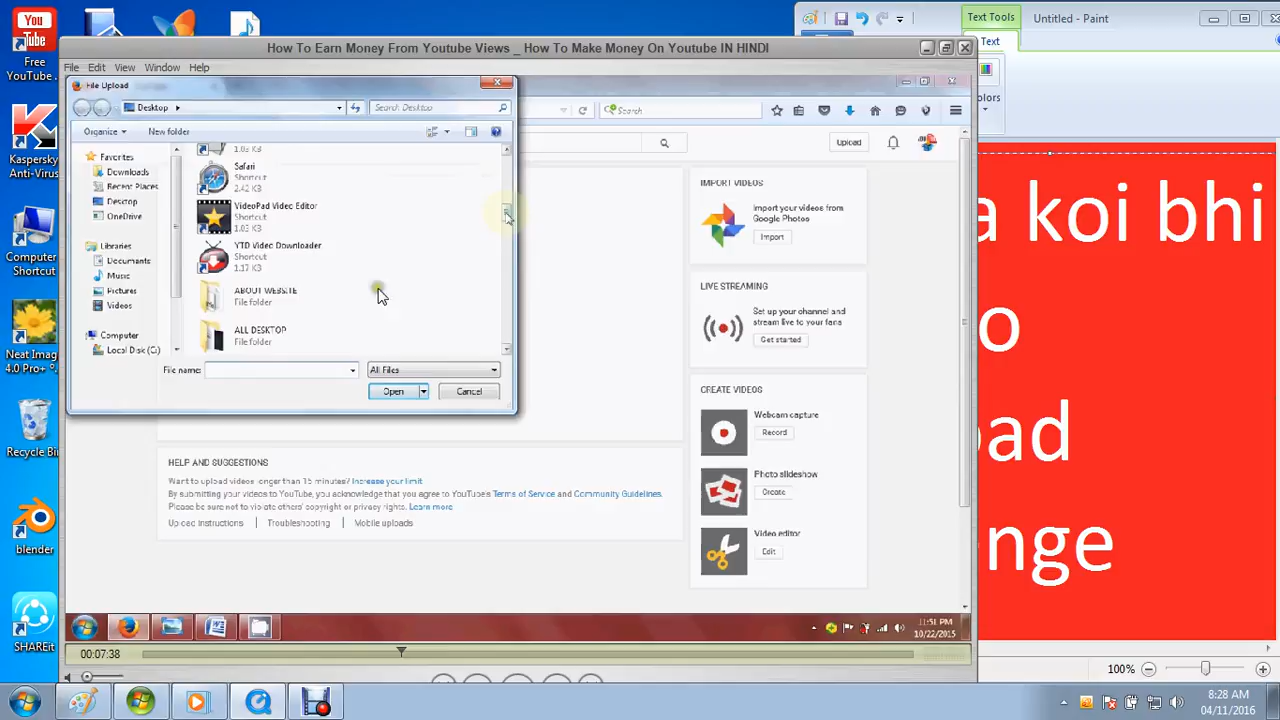 You
Tube
Free
YouTube ...
Kaspersky
Anti-Virus
Computer
Shortcut
Neat Imag
4.0 Pro+ 
Recycle Bin
blender
SHAREit
Text Tools
Untitled - Paint
Text
olors
Earn Money From Youtube Views _ How To Make Money On Youtube IN HINDI
File Edit View Window Help
File Upload
Desktop
Search Desktop
Search
Organize
New folder
Upload
Favorites
Downloads
Recent Places
Desktop
OneDrive
Libraries
Documents
Music
Pictures
Videos
Computer
Local Disk (C:)
1.03 KB
Safari
Shortcut
2.42 KB
VideoPad Video Editor
Shortcut
1.03 KB
YTD Video Downloader
Shortcut
1.17 KB
ABOUT WEBSITE
File folder
ALL DESKTOP
File folder
File name:
All Files
Open
Cancel
IMPORT VIDEOS
Import your videos from
Google Photos
Import
LIVE STREAMING
Set up your channel and
stream live to your fans
Get started
CREATE VIDEOS
Webcam capture
Record
Photo slideshow
Create
Video editor
Edit
HELP AND SUGGESTIONS
Want to upload videos longer than 15 minutes? Increase your limit
By submitting your videos to YouTube, you acknowledge that you agree to YouTube's Terms of Service and Community Guidelines.
Please be sure not to violate others' copyright or privacy rights. Learn more
Upload instructions | Troubleshooting | Mobile uploads
11:51 PM
10/22/2015
00:07:38
a koi bhi
o
oad
nge
100%
8:28 AM
04/11/2016